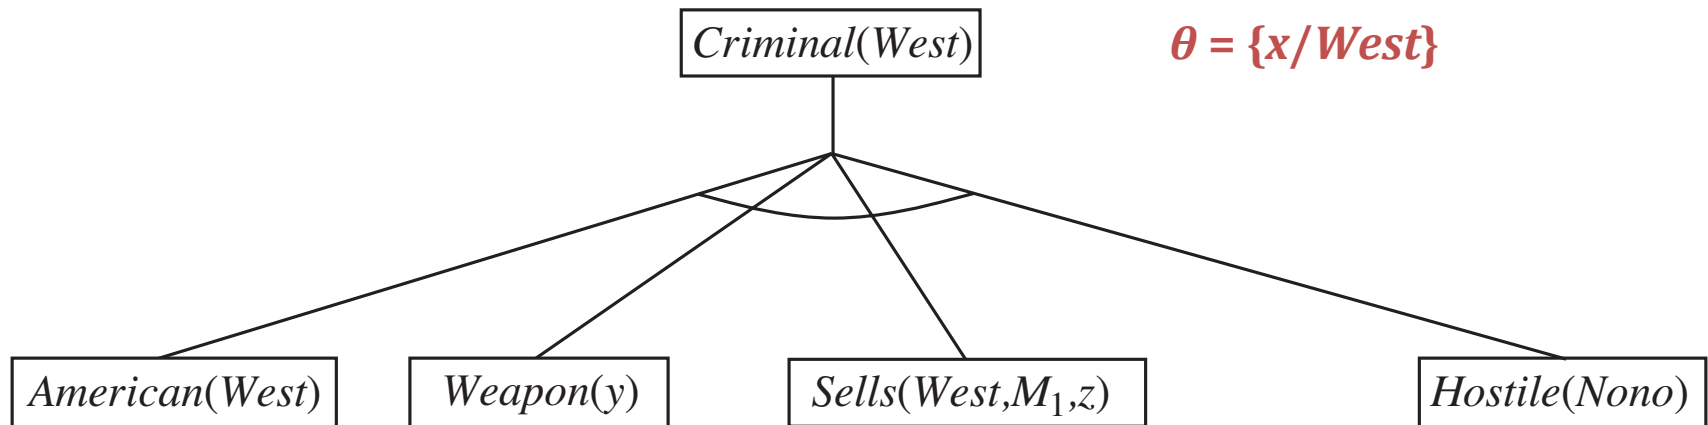 Criminal(West)
θ = {x/West}
American(West)
Weapon(y)
Sells(West,M₁,z)
Hostile(Nono)